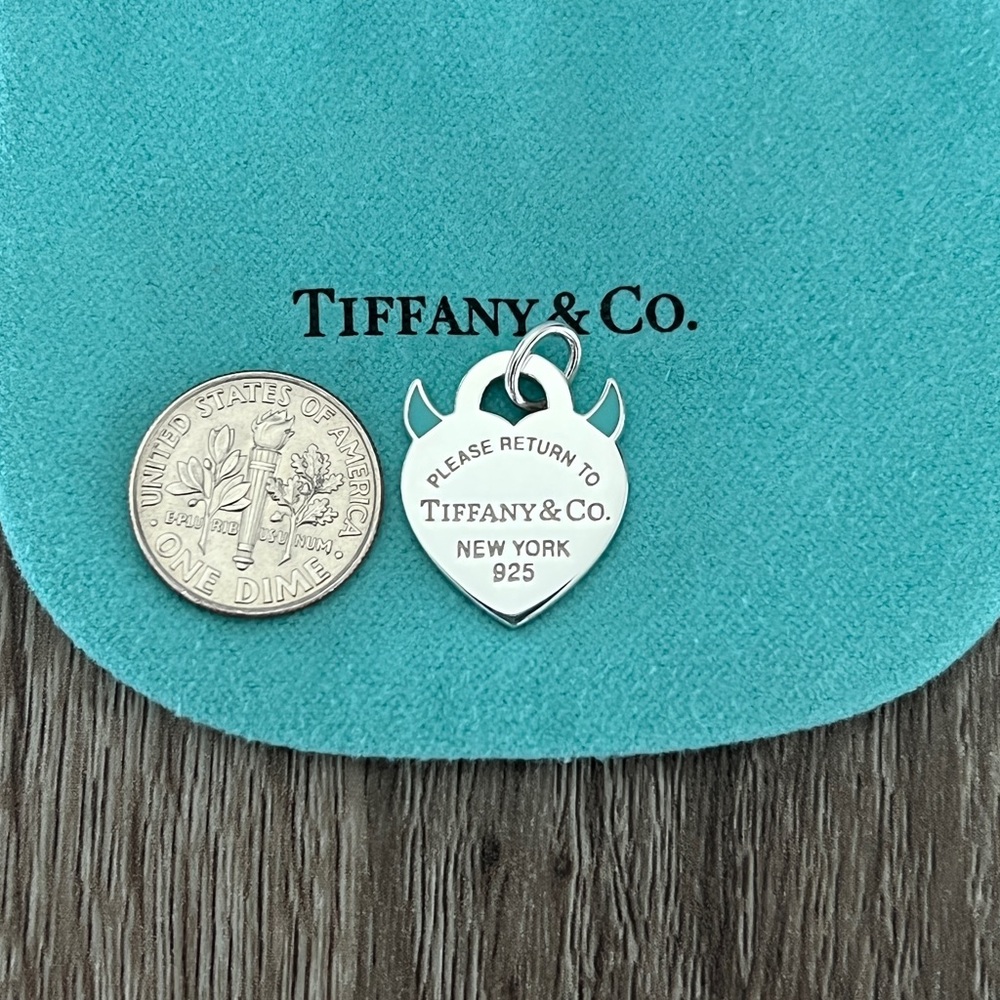 TIFFANY & CO.
UNITED STATES OF AMERICA
E PLURIBUS UNUM
ONE DIME
PLEASE RETURN TO
TIFFANY & CO.
NEW YORK
925